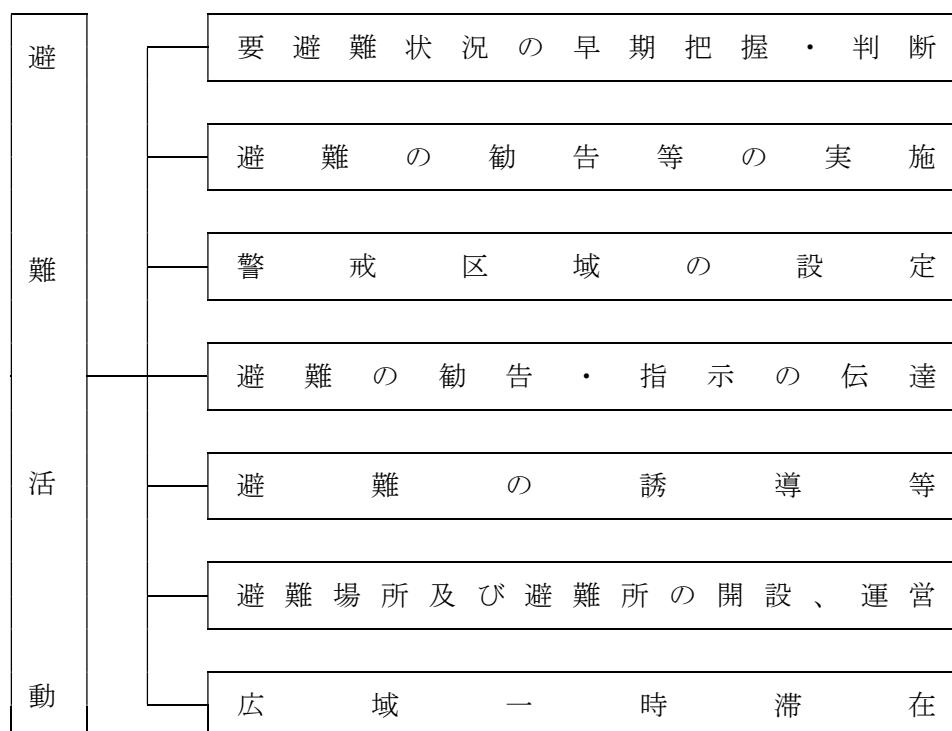 避難活動
要避難状況の早期把握・判断
避難の勧告等の実施
警戒区域の設定
避難の勧告・指示の伝達
避難の誘導等
避難場所及び避難所の開設、運営
広域一時滞在